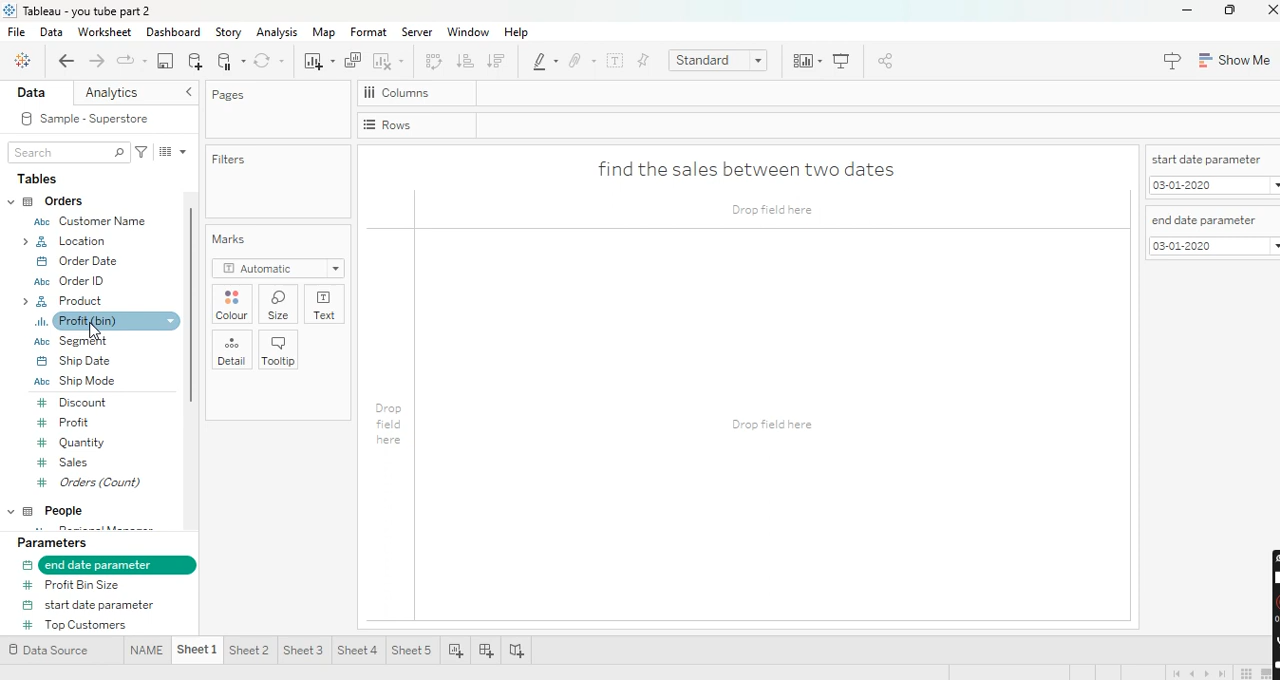 Tableau - you tube part 2
File Data Worksheet Dashboard Story Analysis Map Format Server Window Help
Standard
Show Me
Data Analytics
Sample - Superstore
Search
Tables
Orders
Abc Customer Name
Location
Order Date
Abc Order ID
Product
Profit (bin)
Abc Segment
Ship Date
Abc Ship Mode
# Discount
# Profit
# Quantity
# Sales
# Orders (Count)
People
Parameters
end date parameter
# Profit Bin Size
start date parameter
# Top Customers
Pages
Filters
Marks
T Automatic
Colour Size T Text
Detail Tooltip
Columns
Rows
find the sales between two dates
Drop field here
Drop
field
here
Drop field here
start date parameter
03-01-2020
end date parameter
03-01-2020
Data Source NAME Sheet 1 Sheet 2 Sheet 3 Sheet 4 Sheet 5